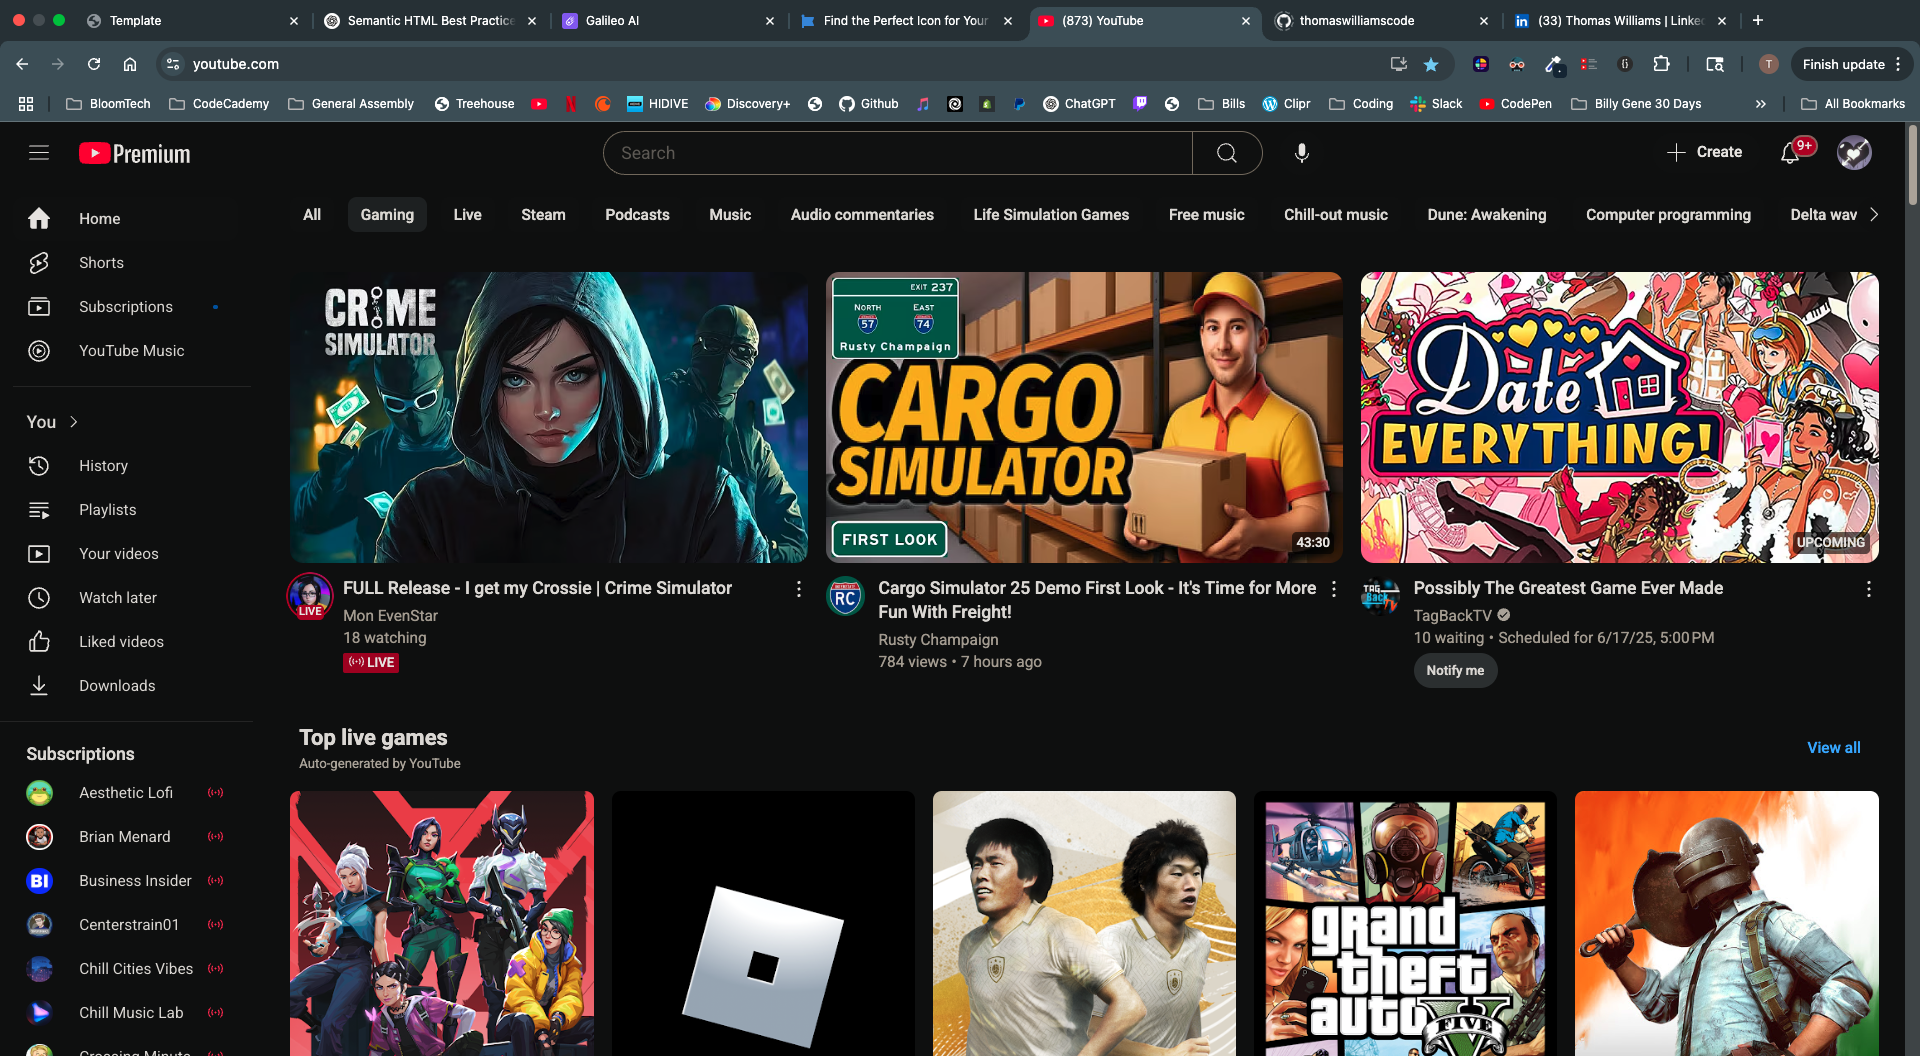 Template
Semantic HTML Best Practice
Galileo AI
Find the Perfect Icon for Your
(873) YouTube
thomaswilliamscode
(33) Thomas Williams | Linke
youtube.com
T
Finish update
BloomTech
CodeCademy
General Assembly
Treehouse
HIDIVE
Discovery+
Github
ChatGPT
Bills
Clipr
Coding
Slack
CodePen
Billy Gene 30 Days
All Bookmarks
Premium
Search
Create
9+
Home
Shorts
Subscriptions
YouTube Music
You
History
Playlists
Your videos
Watch later
Liked videos
Downloads
Subscriptions
Aesthetic Lofi
Brian Menard
BI
Business Insider
Centerstrain01
Chill Cities Vibes
Chill Music Lab
Crossing Minute
All
Gaming
Live
Steam
Podcasts
Music
Audio commentaries
Life Simulation Games
Free music
Chill-out music
Dune: Awakening
Computer programming
Delta wav
CRIME
SIMULATOR
LIVE
FULL Release - I get my Crossie | Crime Simulator
Mon EvenStar
18 watching
LIVE
EXIT 237
NORTH EAST
57 74
Rusty Champaign
CARGO
SIMULATOR
FIRST LOOK
43:30
RC
Cargo Simulator 25 Demo First Look - It's Time for More
Fun With Freight!
Rusty Champaign
784 views • 7 hours ago
Date
EVERYTHING!
UPCOMING
TAG
Back
TV
Possibly The Greatest Game Ever Made
TagBackTV
10 waiting • Scheduled for 6/17/25, 5:00 PM
Notify me
Top live games
Auto-generated by YouTube
View all
grand
theft
auto
V
FIVE